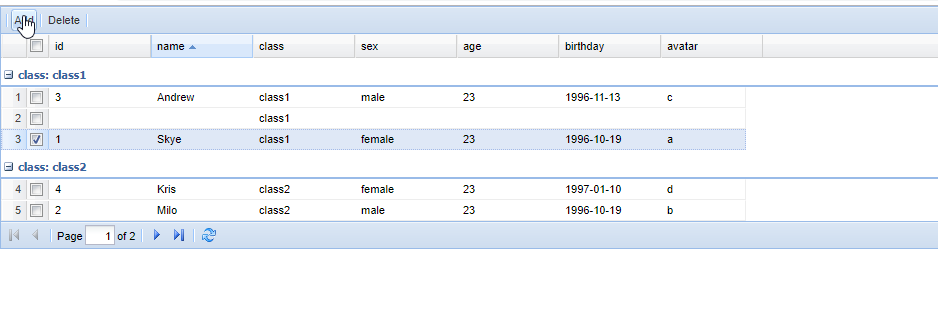 Add Delete
id name class sex age birthday avatar
class: class1
1 3 Andrew class1 male 23 1996-11-13 c
2 class1
3 1 Skye class1 female 23 1996-10-19 a
class: class2
4 4 Kris class2 female 23 1997-01-10 d
5 2 Milo class2 male 23 1996-10-19 b
Page 1 of 2